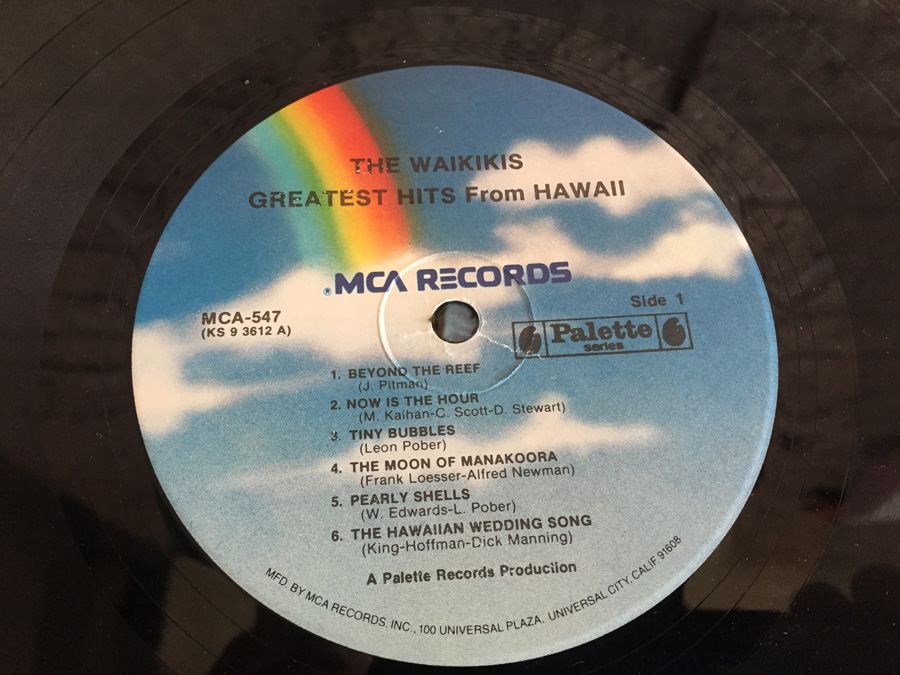 THE WAIKIKIS
GREATEST HITS From HAWAII
®MCA RECORDS
MCA-547
(KS 9 3612 A)
Side 1
Palette
series
1. BEYOND THE REEF
(J. Pitman)
2. NOW IS THE HOUR
(M. Kaihan-C. Scott-D. Stewart)
3. TINY BUBBLES
(Leon Pober)
4. THE MOON OF MANAKOORA
(Frank Loesser-Alfred Newman)
5. PEARLY SHELLS
(W. Edwards-L. Pober)
6. THE HAWAIIAN WEDDING SONG
(King-Hoffman-Dick Manning)
A Palette Records Production
MFD. BY MCA RECORDS, INC., 100 UNIVERSAL PLAZA, UNIVERSAL CITY, CALIF 91608